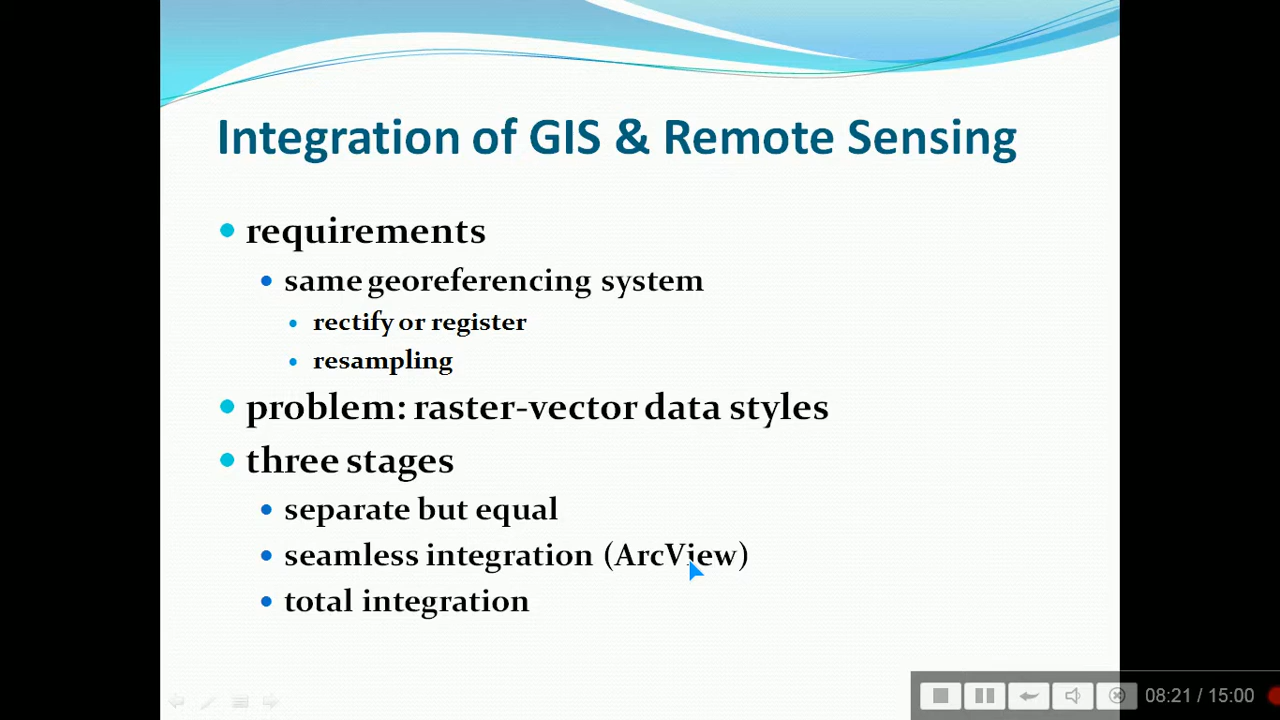 Integration of GIS & Remote Sensing
requirements
same georeferencing system
rectify or register
resampling
problem: raster-vector data styles
three stages
separate but equal
seamless integration (ArcView)
total integration
08:21 / 15:00